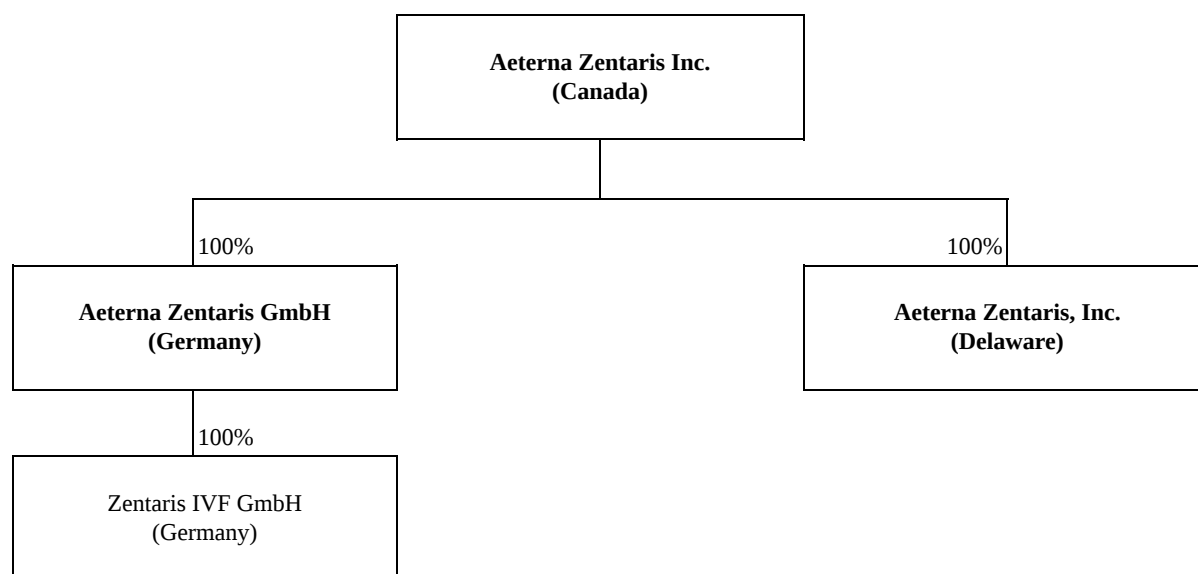 Aeterna Zentaris Inc.
(Canada)
100%
100%
Aeterna Zentaris GmbH
(Germany)
Aeterna Zentaris, Inc.
(Delaware)
100%
Zentaris IVF GmbH
(Germany)